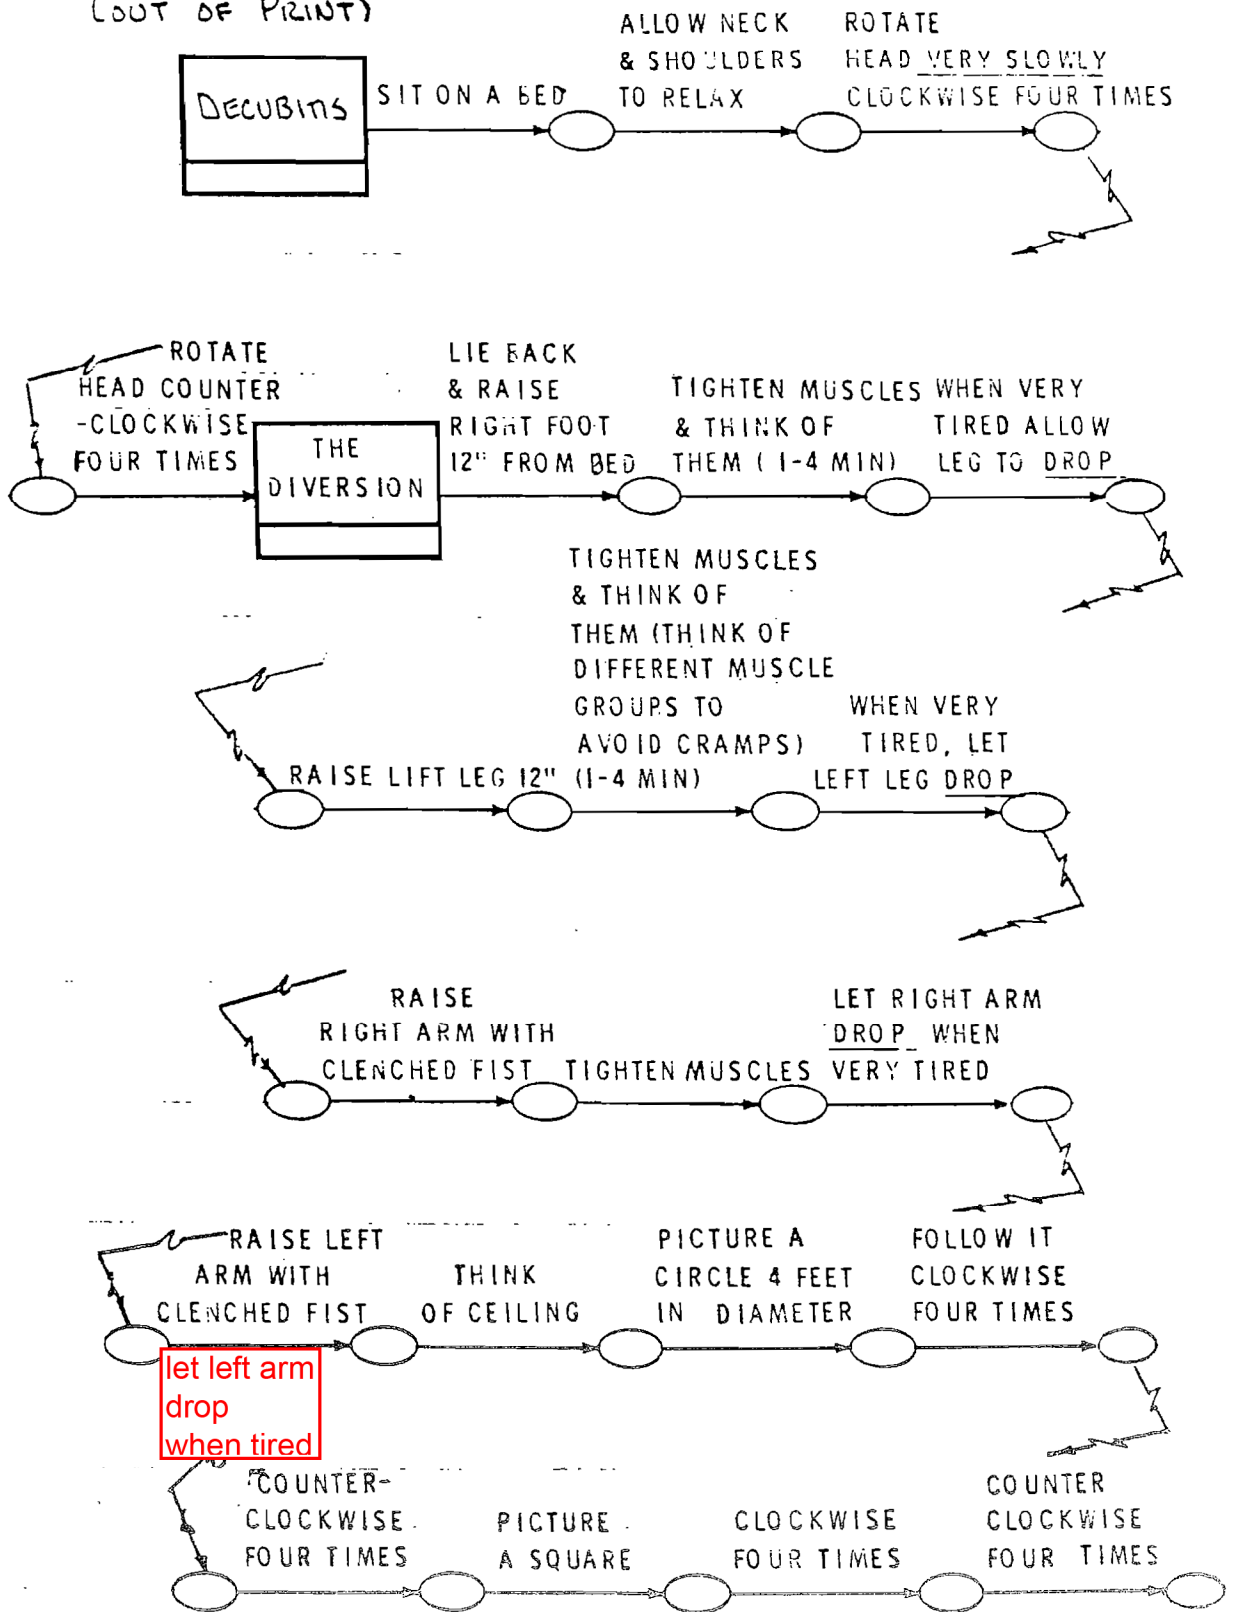 (OUT OF PRINT)
DECUBITIS
SIT ON A BED
ALLOW NECK
& SHOULDERS
TO RELAX
ROTATE
HEAD VERY SLOWLY
CLOCKWISE FOUR TIMES
ROTATE
HEAD COUNTER
-CLOCKWISE
FOUR TIMES
THE
DIVERSION
LIE BACK
& RAISE
RIGHT FOOT
12" FROM BED
TIGHTEN MUSCLES
& THINK OF
THEM (1-4 MIN)
WHEN VERY
TIRED ALLOW
LEG TO DROP
RAISE LIFT LEG 12"
TIGHTEN MUSCLES
& THINK OF
THEM (THINK OF
DIFFERENT MUSCLE
GROUPS TO
AVOID CRAMPS)
(1-4 MIN)
WHEN VERY
TIRED, LET
LEFT LEG DROP
RAISE
RIGHT ARM WITH
CLENCHED FIST
TIGHTEN MUSCLES
LET RIGHT ARM
DROP WHEN
VERY TIRED
RAISE LEFT
ARM WITH
CLENCHED FIST
let left arm
drop
when tired
THINK
OF CEILING
PICTURE A
CIRCLE 4 FEET
IN DIAMETER
FOLLOW IT
CLOCKWISE
FOUR TIMES
COUNTER-
CLOCKWISE
FOUR TIMES
PICTURE
A SQUARE
CLOCKWISE
FOUR TIMES
COUNTER
CLOCKWISE
FOUR TIMES